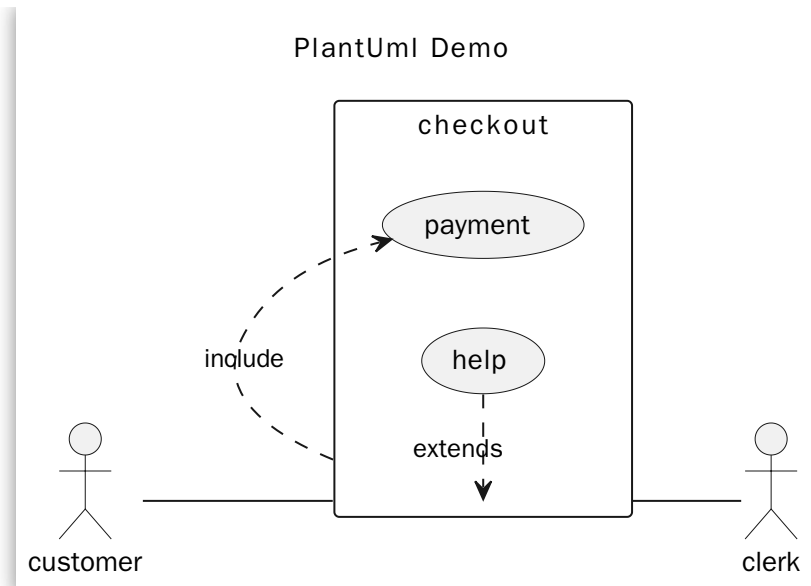 PlantUml Demo
checkout
payment
include
help
extends
customer
clerk